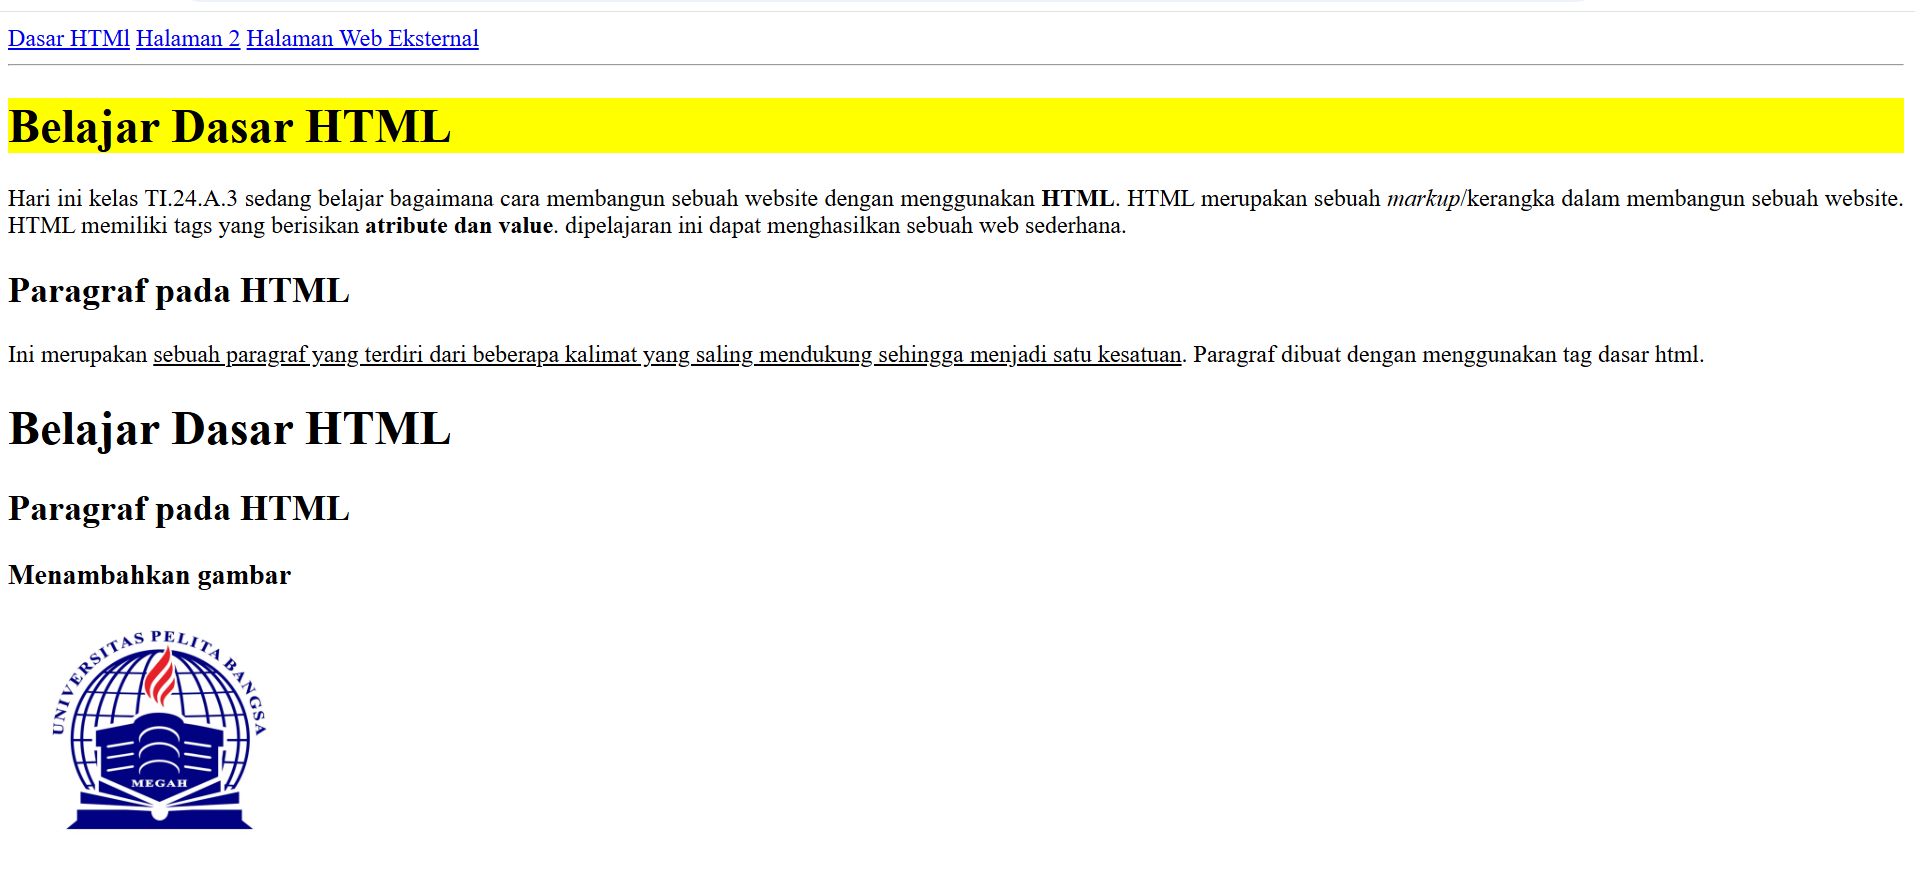 Dasar HTMl Halaman 2 Halaman Web Eksternal
Belajar Dasar HTML
Hari ini kelas TI.24.A.3 sedang belajar bagaimana cara membangun sebuah website dengan menggunakan HTML. HTML merupakan sebuah markup/kerangka dalam membangun sebuah website.
HTML memiliki tags yang berisikan atribute dan value. dipelajaran ini dapat menghasilkan sebuah web sederhana.
Paragraf pada HTML
Ini merupakan sebuah paragraf yang terdiri dari beberapa kalimat yang saling mendukung sehingga menjadi satu kesatuan. Paragraf dibuat dengan menggunakan tag dasar html.
Belajar Dasar HTML
Paragraf pada HTML
Menambahkan gambar
UNIVERSITAS PELITA BANGSA
MEGAH